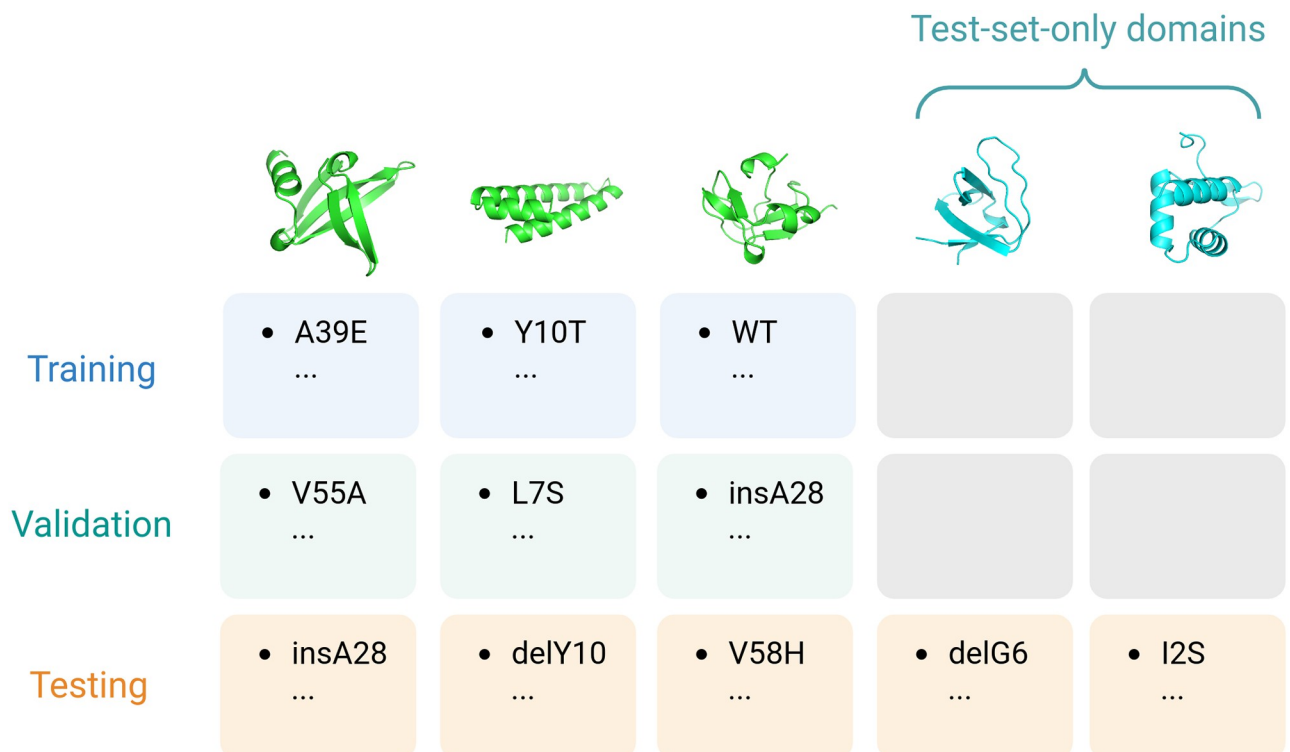 Test-set-only domains
Training
• A39E
...
• Y10T
...
• WT
...
Validation
• V55A
...
• L7S
...
• insA28
...
Testing
• insA28
...
• delY10
...
• V58H
...
• delG6
...
• I2S
...